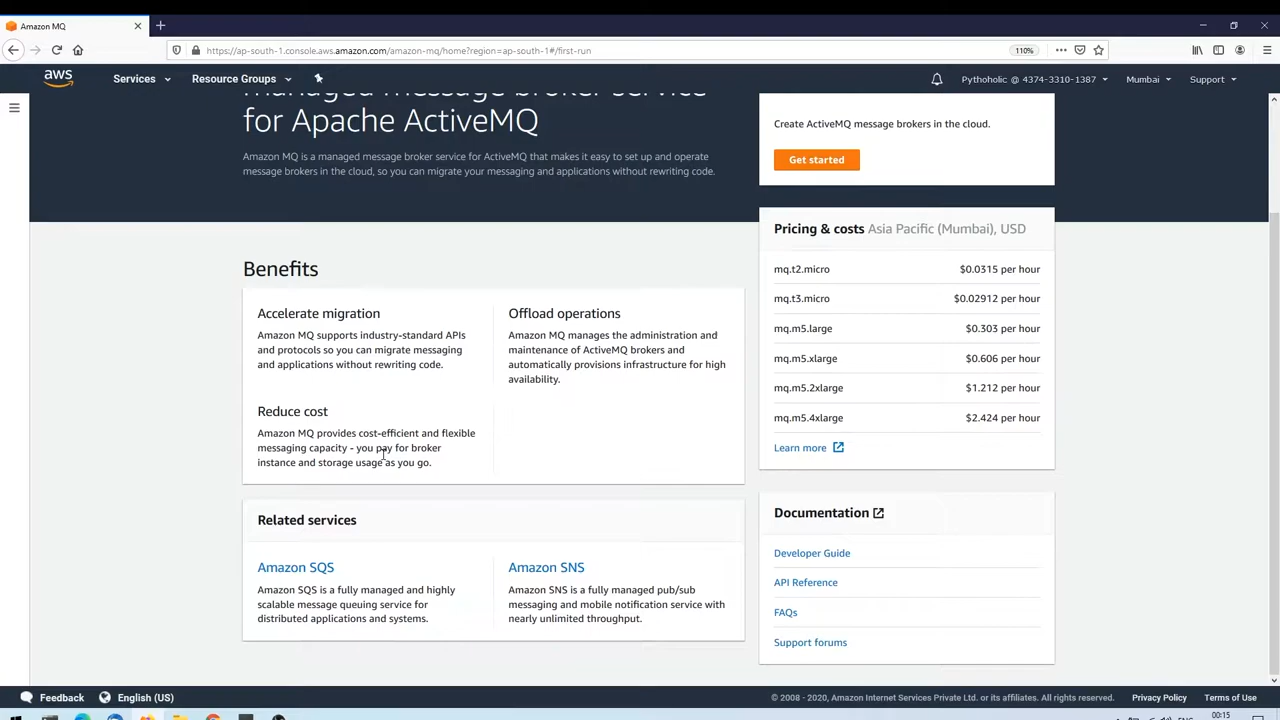 Amazon MQ
https://ap-south-1.console.aws.amazon.com/amazon-mq/home?region=ap-south-1#/first-run
110%
aws
Services
Resource Groups
Pytholic @ 4374-3310-1387
Mumbai
Support
managed message broker service
for Apache ActiveMQ
Amazon MQ is a managed message broker service for ActiveMQ that makes it easy to set up and operate
message brokers in the cloud, so you can migrate your messaging and applications without rewriting code.
Create ActiveMQ message brokers in the cloud.
Get started
Benefits
Accelerate migration
Amazon MQ supports industry-standard APIs
and protocols so you can migrate messaging
and applications without rewriting code.
Offload operations
Amazon MQ manages the administration and
maintenance of ActiveMQ brokers and
automatically provisions infrastructure for high
availability.
Reduce cost
Amazon MQ provides cost-efficient and flexible
messaging capacity - you pay for broker
instance and storage usage as you go.
Related services
Amazon SQS
Amazon SQS is a fully managed and highly
scalable message queuing service for
distributed applications and systems.
Amazon SNS
Amazon SNS is a fully managed pub/sub
messaging and mobile notification service with
nearly unlimited throughput.
Pricing & costs Asia Pacific (Mumbai), USD
mq.t2.micro $0.0315 per hour
mq.t3.micro $0.02912 per hour
mq.m5.large $0.303 per hour
mq.m5.xlarge $0.606 per hour
mq.m5.2xlarge $1.212 per hour
mq.m5.4xlarge $2.424 per hour
Learn more
Documentation
Developer Guide
API Reference
FAQs
Support forums
Feedback
English (US)
© 2008 - 2020, Amazon Internet Services Private Ltd. or its affiliates. All rights reserved.
Privacy Policy
Terms of Use
ENG
00:15